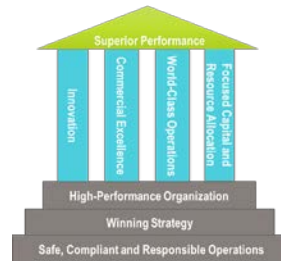 Superior Performance
Innovation
Commercial Excellence
World-Class Operations
Focused Capital and
Resource Allocation
High-Performance Organization
Winning Strategy
Safe, Compliant and Responsible Operations